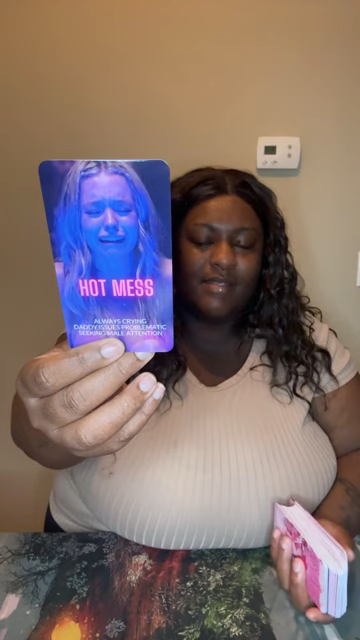 HOT MESS
ALWAYS CRYING
DADDY ISSUES PROBLEMATIC
SEEKING MALE ATTENTION